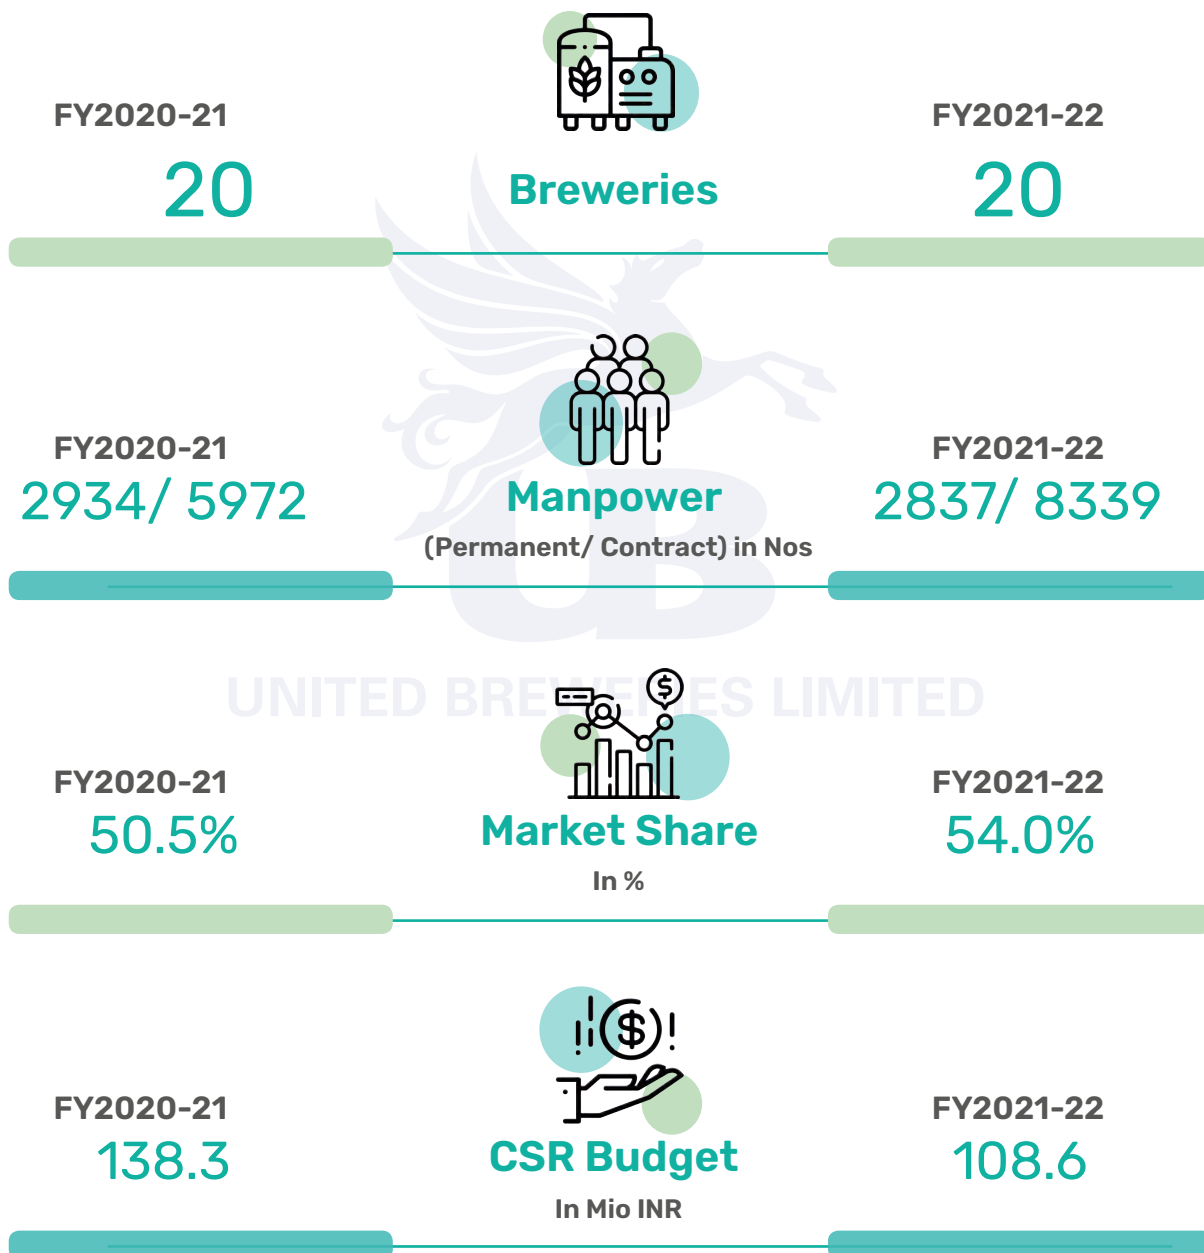 FY2020-21
FY2021-22
20
Breweries
20
FY2020-21
FY2021-22
2934/ 5972
Manpower
2837/ 8339
(Permanent/ Contract) in Nos
UB
UNITED BREWERIES LIMITED
FY2020-21
FY2021-22
50.5%
Market Share
54.0%
In %
FY2020-21
FY2021-22
138.3
CSR Budget
108.6
In Mio INR